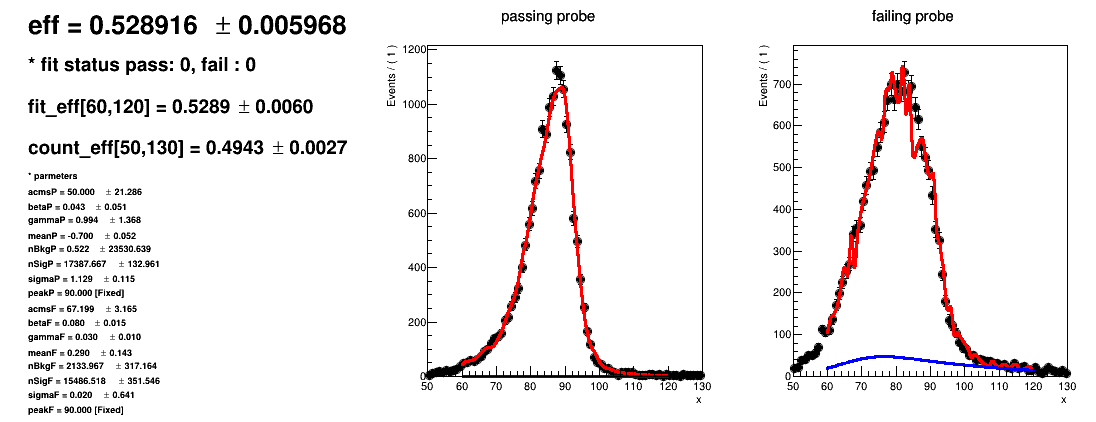 eff = 0.528916 ± 0.005968
* fit status pass: 0, fail : 0
fit_eff[60,120] = 0.5289 ± 0.0060
count_eff[50,130] = 0.4943 ± 0.0027
* parmeters
acmsP = 50.000 ± 21.286
betaP = 0.043 ± 0.051
gammaP = 0.994 ± 1.368
meanP = -0.700 ± 0.052
nBkgP = 0.522 ± 23530.639
nSigP = 17387.667 ± 132.961
sigmaP = 1.129 ± 0.115
peakP = 90.000 [Fixed]
acmsF = 67.199 ± 3.165
betaF = 0.080 ± 0.015
gammaF = 0.030 ± 0.010
meanF = 0.290 ± 0.143
nBkgF = 2133.967 ± 317.164
nSigF = 15486.518 ± 351.546
sigmaF = 0.020 ± 0.641
peakF = 90.000 [Fixed]
passing probe
Events / ( 1 )
1200
1000
800
600
400
200
0
50 60 70 80 90 100 110 120 130
x
failing probe
Events / ( 1 )
700
600
500
400
300
200
100
0
50 60 70 80 90 100 110 120 130
x